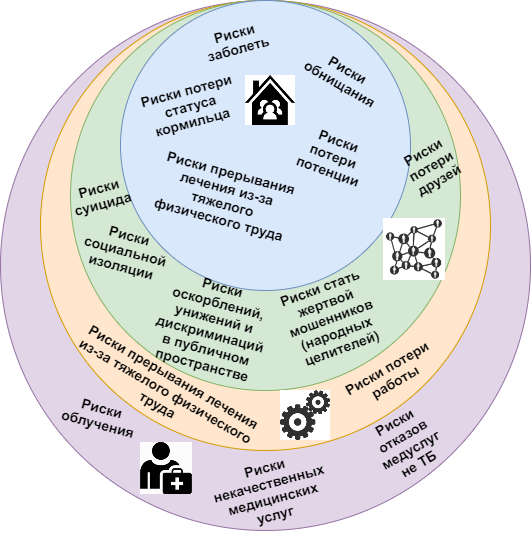 Риски
заболеть
Риски
обнищания
Риски потери
статуса
кормильца
Риски
потери
потенции
Риски прерывания
лечения из-за
тяжелого
физического труда
Риски
потери
друзей
Риски
суицида
Риски
социальной
изоляции
Риски
оскорблений,
унижений и
дискриминаций
в публичном
пространстве
Риски стать
жертвой
мошенников
(народных
целителей)
Риски прерывания лечения
из-за тяжелого физического
труда
Риски потери
работы
Риски
облучения
Риски
некачественных
медицинских
услуг
Риски
отказов
медуслуг
не ТБ